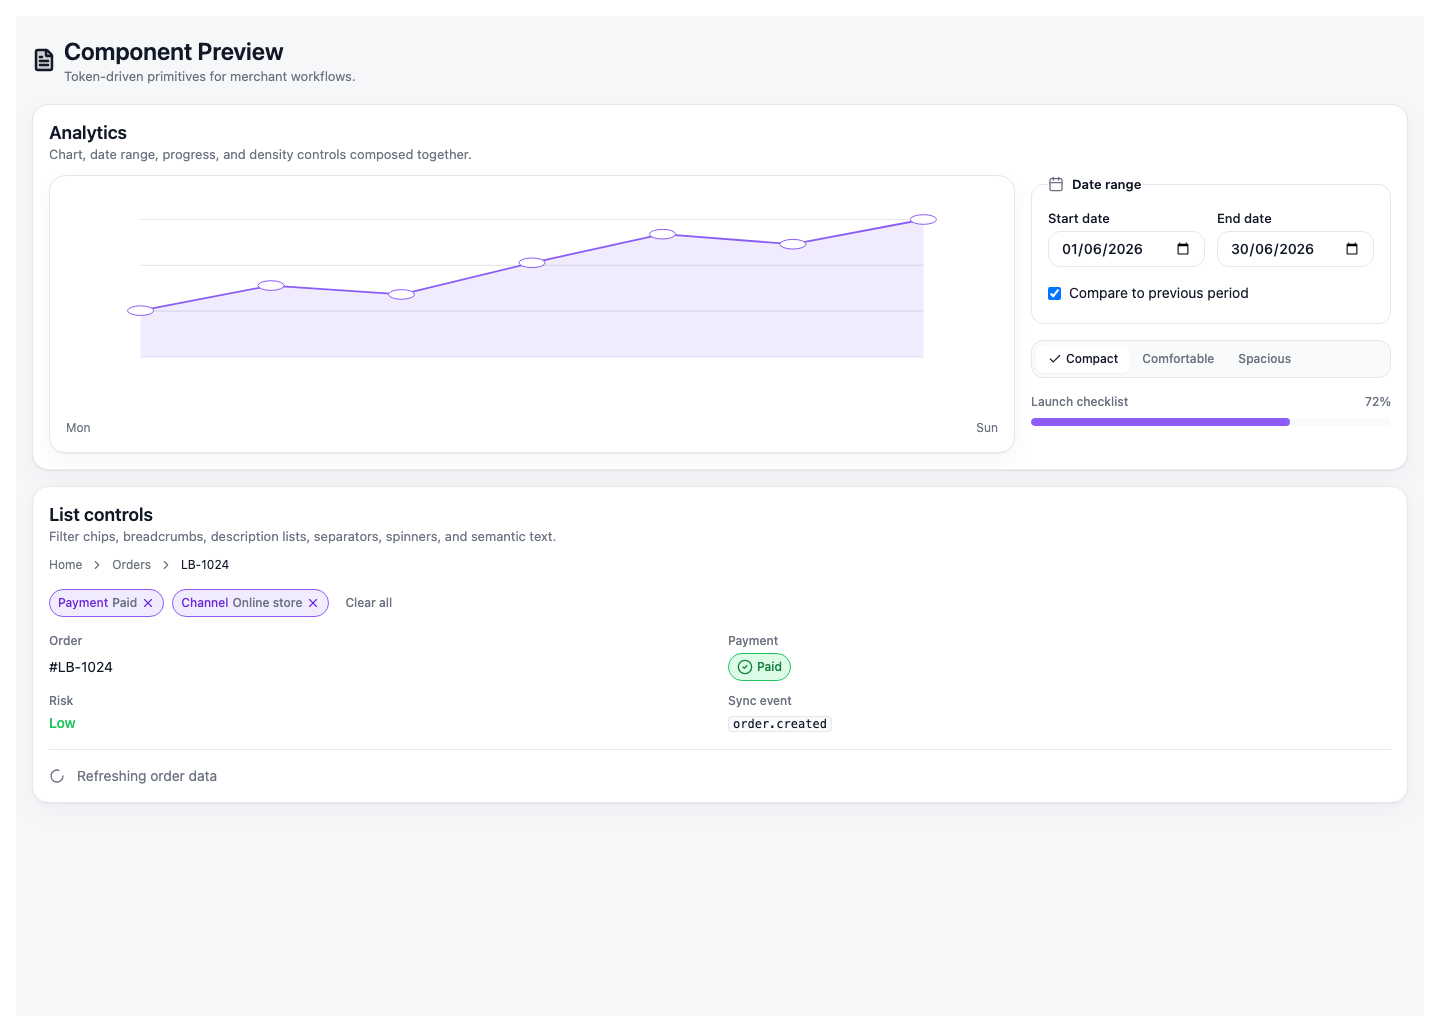 Component Preview
Token-driven primitives for merchant workflows.
Analytics
Chart, date range, progress, and density controls composed together.
Mon
Sun
Date range
Start date
End date
01/06/2026
30/06/2026
Compare to previous period
Compact
Comfortable
Spacious
Launch checklist
72%
List controls
Filter chips, breadcrumbs, description lists, separators, spinners, and semantic text.
Home
Orders
LB-1024
Payment Paid
Channel Online store
Clear all
Order
#LB-1024
Payment
Paid
Risk
Low
Sync event
order.created
Refreshing order data